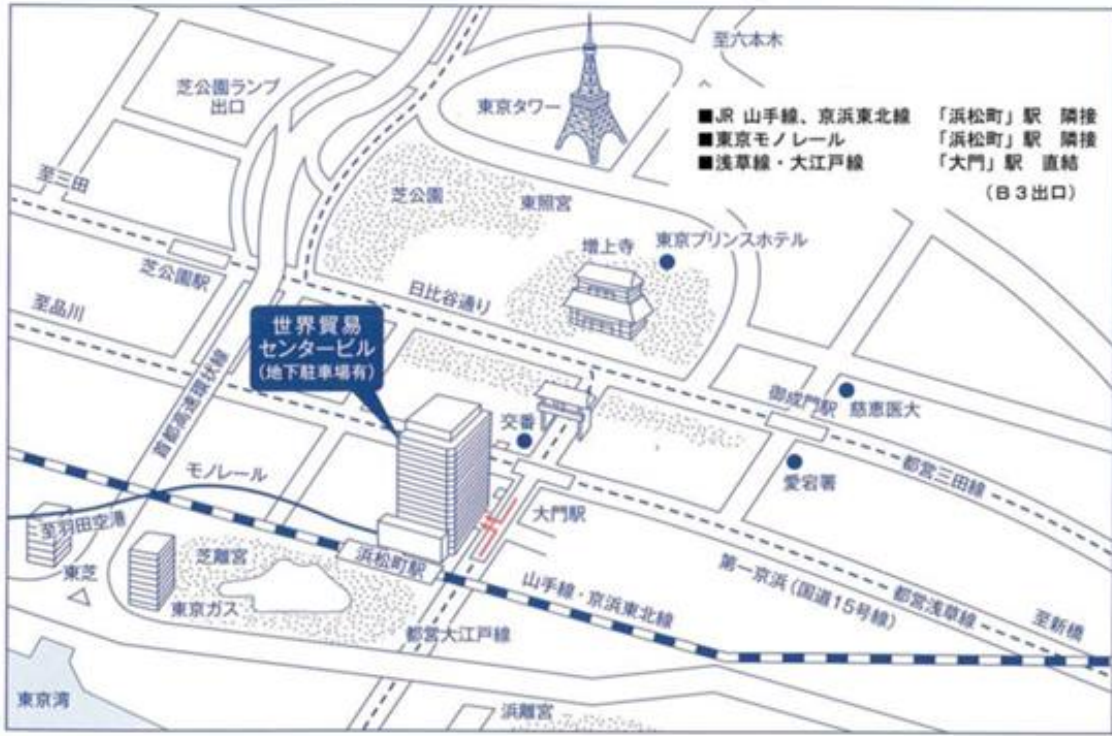 至六本木
芝公園ランプ
出口
東京タワー
■JR 山手線、京浜東北線 「浜松町」駅 隣接
■東京モノレール 「浜松町」駅 隣接
■浅草線・大江戸線 「大門」駅 直結
(B3出口)
至三田
芝公園
東照宮
増上寺
東京プリンスホテル
芝公園駅
日比谷通り
至品川
世界貿易
センタービル
(地下駐車場有)
首都高速環状線
御成門駅
慈恵医大
交番
愛宕署
都営三田線
モノレール
大門駅
至羽田空港
芝離宮
浜松町駅
東芝
山手線・京浜東北線
第一京浜(国道15号線)
都営浅草線
至新橋
東京ガス
都営大江戸線
東京湾
浜離宮